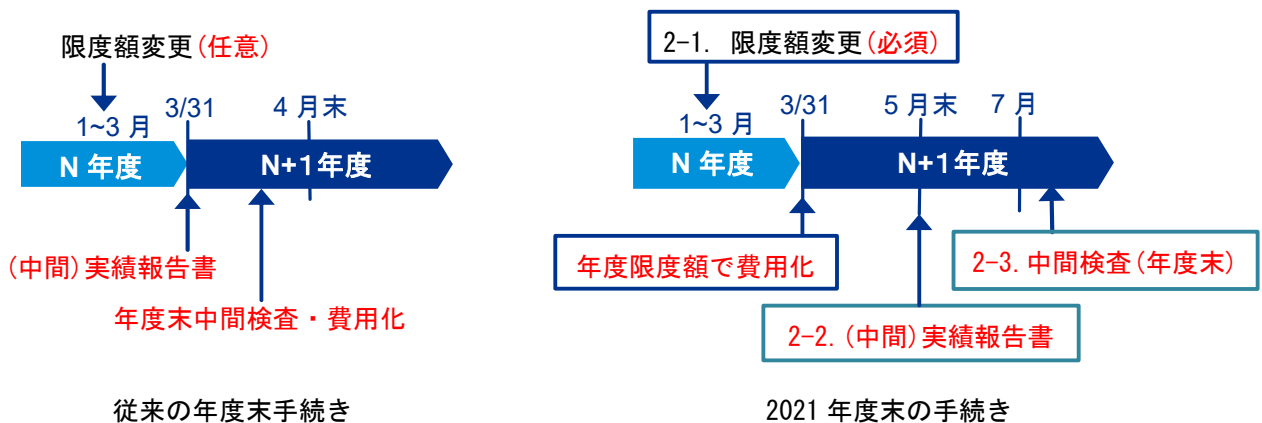 限度額変更(任意)
3/31
4 月末
1~3 月
N 年度
N+1年度
(中間)実績報告書
年度末中間検査・費用化
従来の年度末手続き
2-1. 限度額変更(必須)
3/31
5 月末
7 月
1~3 月
N 年度
N+1年度
年度限度額で費用化
2-3.中間検査(年度末)
2-2.(中間)実績報告書
2021 年度末の手続き